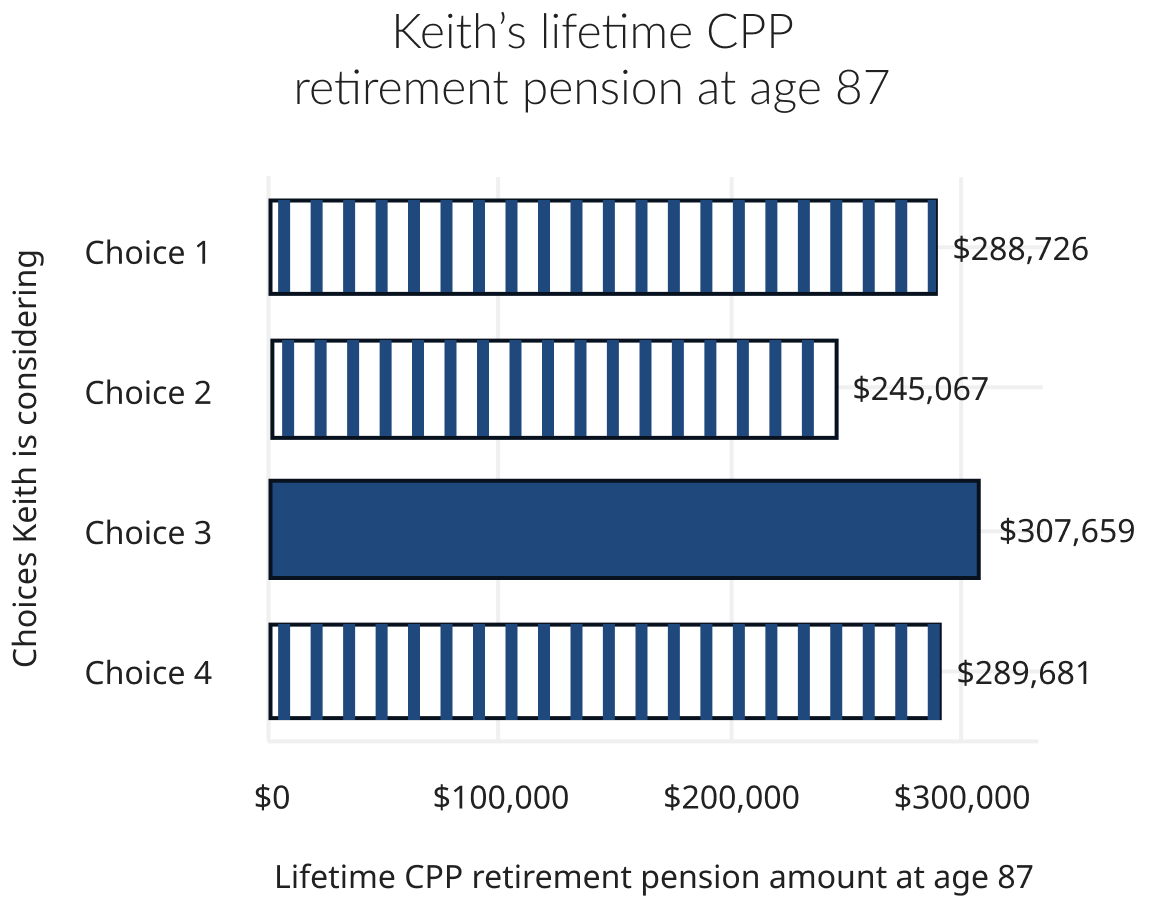 Keith’s lifetime CPP
retirement pension at age 87
Choices Keith is considering
Choice 1
$288,726
Choice 2
$245,067
Choice 3
$307,659
Choice 4
$289,681
$0
$100,000
$200,000
$300,000
Lifetime CPP retirement pension amount at age 87